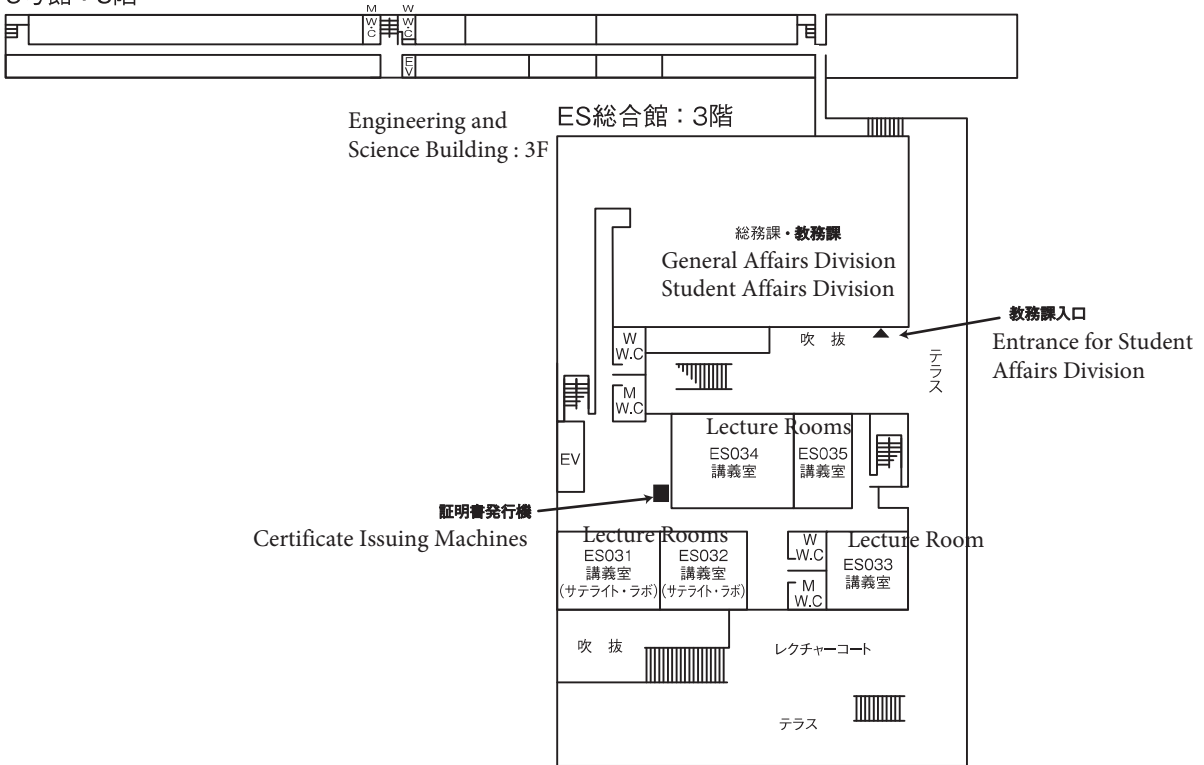 M
W・C
W
W・C
EV
ES総合館：3階
Engineering and
Science Building : 3F
総務課・教務課
General Affairs Division
Student Affairs Division
教務課入口
Entrance for Student
Affairs Division
吹 抜
テラス
W
W.C
M
W.C
Lecture Rooms
ES034
講義室
ES035
講義室
EV
証明書発行機
Certificate Issuing Machines
Lecture Rooms
ES031
講義室
(サテライト・ラボ)
ES032
講義室
(サテライト・ラボ)
W
W.C
M
W.C
Lecture Room
ES033
講義室
吹 抜
レクチャーコート
テラス